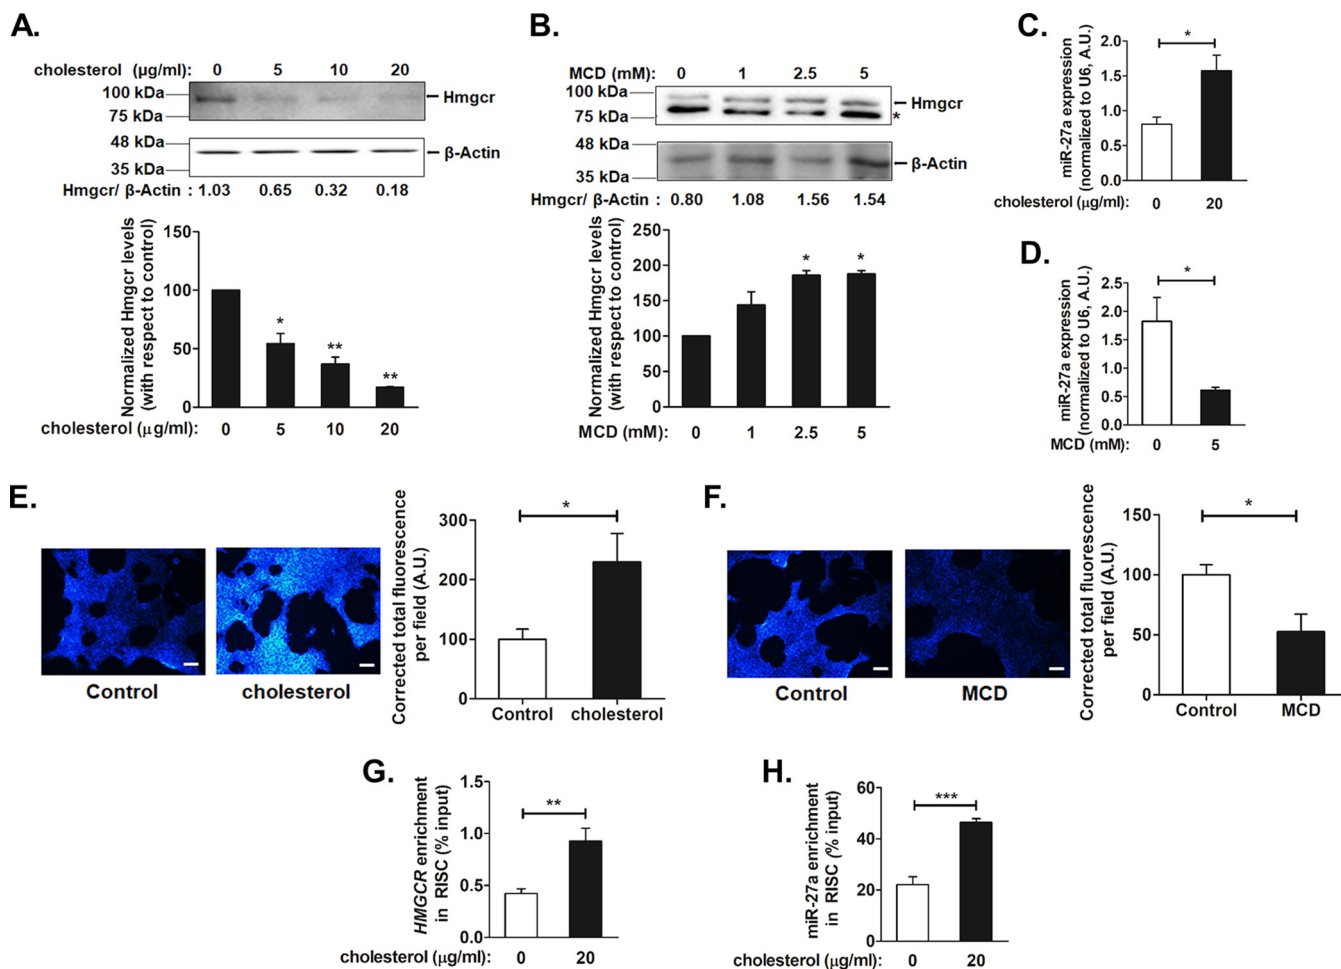 A.
cholesterol (µg/ml): 0 5 10 20
100 kDa
75 kDa
Hmgcr
48 kDa
35 kDa
β-Actin
Hmgcr/ β-Actin : 1.03 0.65 0.32 0.18
Normalized Hmgcr levels
(with respect to control)
150
100
50
0
*
**
**
cholesterol (µg/ml): 0 5 10 20
B.
MCD (mM): 0 1 2.5 5
100 kDa
75 kDa
Hmgcr
*
48 kDa
35 kDa
β-Actin
Hmgcr/ β-Actin : 0.80 1.08 1.56 1.54
Normalized Hmgcr levels
(with respect to control)
250
200
150
100
50
0
*
*
MCD (mM): 0 1 2.5 5
C.
miR-27a expression
(normalized to U6, A.U.)
2.0
1.5
1.0
0.5
0.0
*
cholesterol (µg/ml): 0 20
D.
miR-27a expression
(normalized to U6, A.U.)
2.5
2.0
1.5
1.0
0.5
0.0
*
MCD (mM): 0 5
E.
Control
cholesterol
Corrected total fluorescence
per field (A.U.)
300
200
100
0
*
Control cholesterol
F.
Control
MCD
Corrected total fluorescence
per field (A.U.)
150
100
50
0
*
Control MCD
G.
HMGCR enrichment
in RISC (% input)
1.5
1.0
0.5
0.0
**
cholesterol (µg/ml): 0 20
H.
miR-27a enrichment
in RISC (% input)
60
40
20
0
***
cholesterol (µg/ml): 0 20